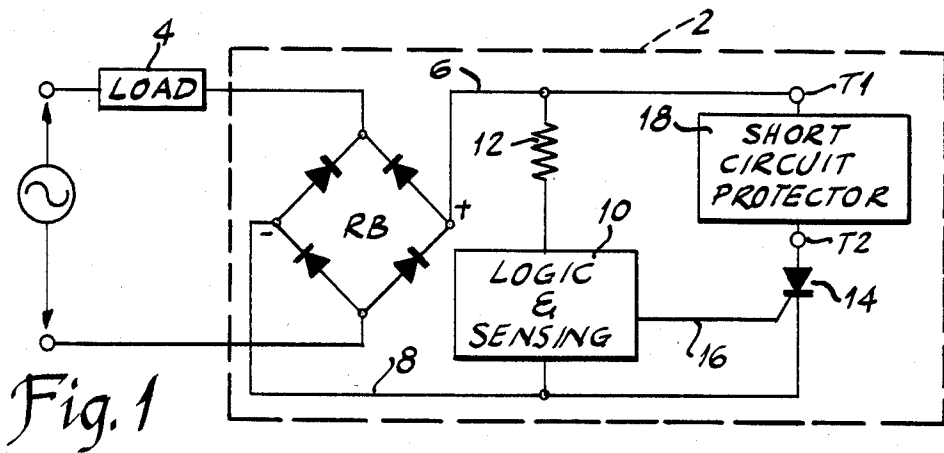 2
4
LOAD
6
T1
12
18
SHORT
CIRCUIT
PROTECTOR
RB
-
+
10
T2
LOGIC
&
SENSING
14
16
8
Fig. 1